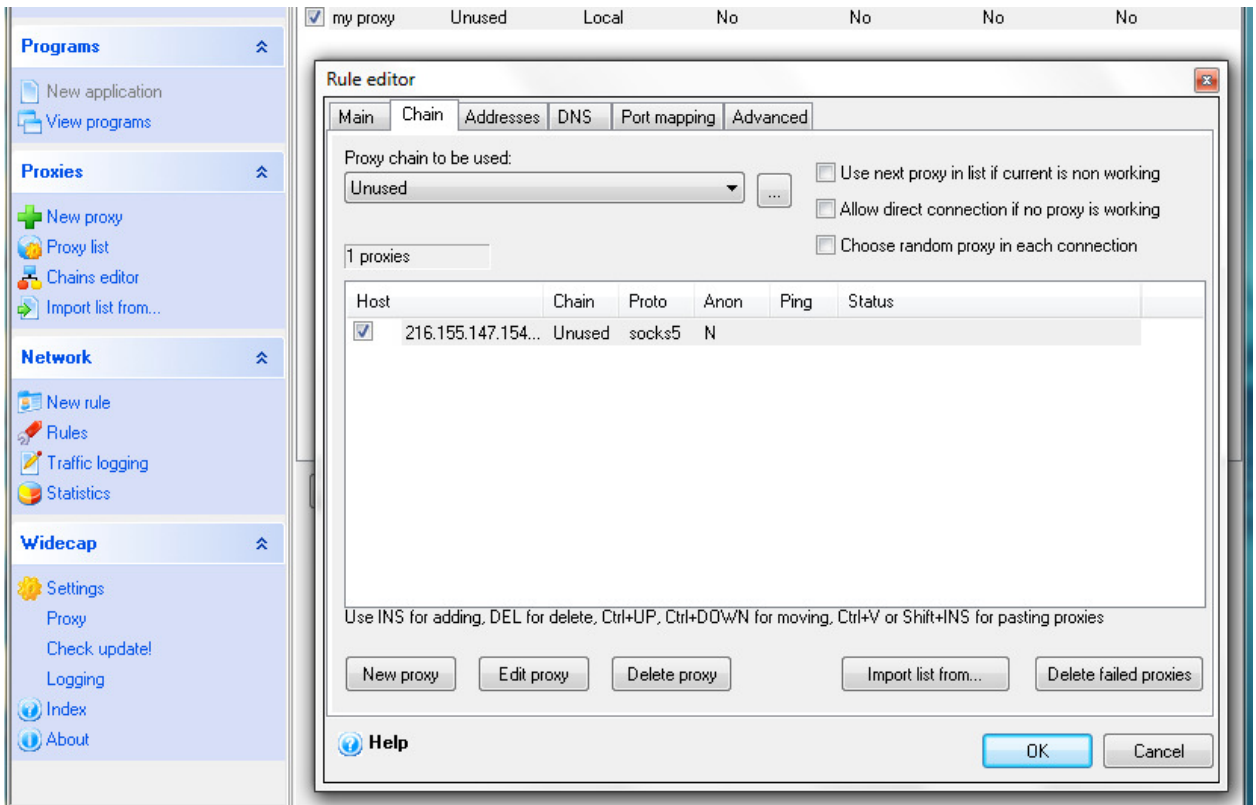 my proxy Unused Local No No No No
Programs
New application
View programs
Proxies
New proxy
Proxy list
Chains editor
Import list from...
Network
New rule
Rules
Traffic logging
Statistics
Widecap
Settings
Proxy
Check update!
Logging
Index
About
Rule editor
Main Chain Addresses DNS Port mapping Advanced
Proxy chain to be used:
Unused ...
Use next proxy in list if current is non working
Allow direct connection if no proxy is working
Choose random proxy in each connection
1 proxies
Host Chain Proto Anon Ping Status
216.155.147.154... Unused socks5 N
Use INS for adding, DEL for delete, Ctrl+UP, Ctrl+DOWN for moving, Ctrl+V or Shift+INS for pasting proxies
New proxy Edit proxy Delete proxy Import list from... Delete failed proxies
Help OK Cancel